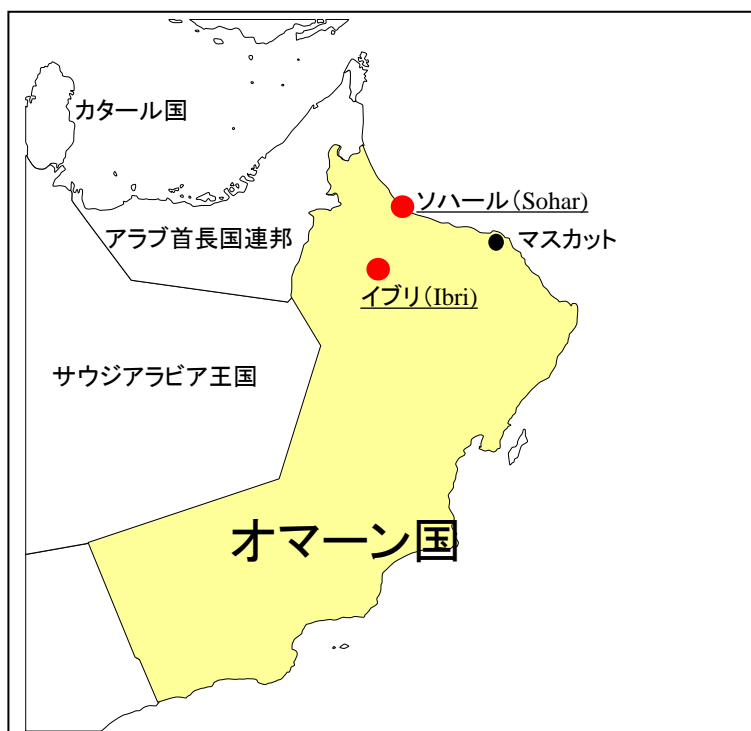 カタール国
ソハール（Sohar）
アラブ首長国連邦
マスカット
イブリ（Ibri）
サウジアラビア王国
オマーン国